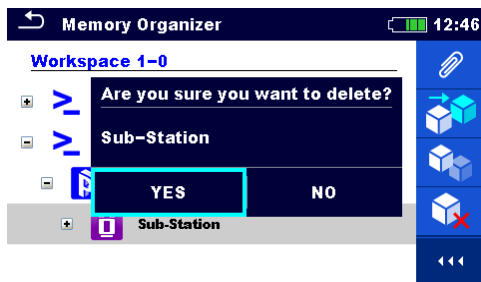 Memory Organizer
12:46
Workspace 1-0
Are you sure you want to delete?
Sub-Station
YES
NO
Sub-Station